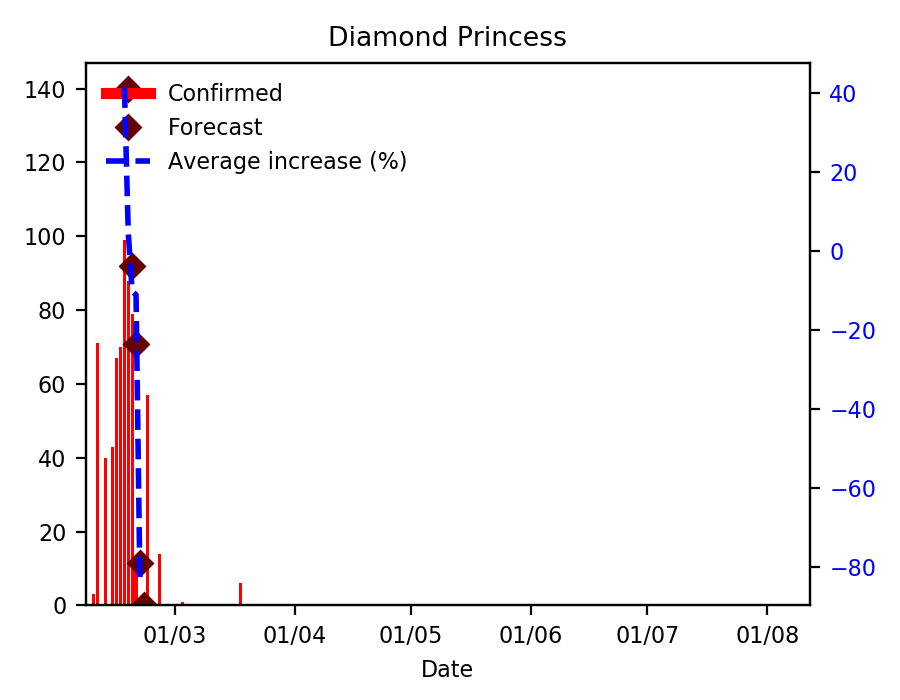 Diamond Princess
140
120
100
80
60
40
20
0
Confirmed
Forecast
Average increase (%)
40
20
0
−20
−40
−60
−80
01/03 01/04 01/05 01/06 01/07 01/08
Date